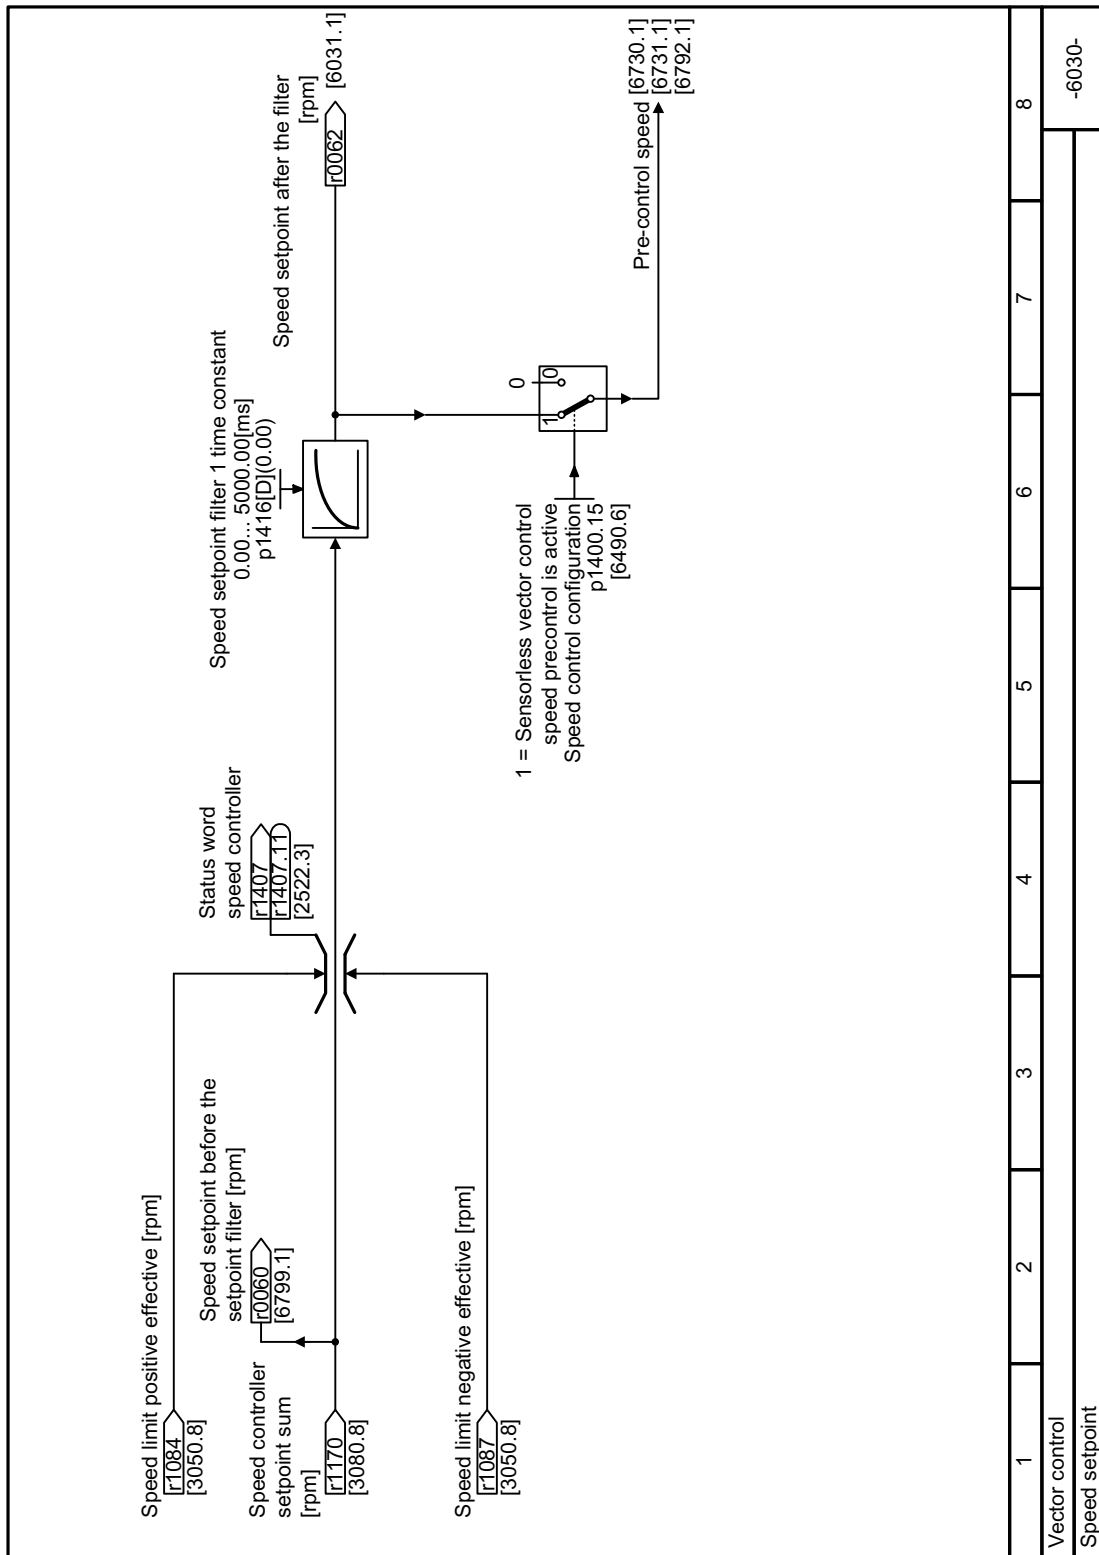 Speed limit positive effective [rpm]
r1084
[3050.8]
Speed setpoint before the
setpoint filter [rpm]
r0060
[6799.1]
Speed controller
setpoint sum
[rpm]
r1170
[3080.8]
Speed limit negative effective [rpm]
r1087
[3050.8]
Status word
speed controller
r1407
r1407.11
[2522.3]
Speed setpoint filter 1 time constant
0.00... 5000.00[ms]
p1416[D](0.00)
Speed setpoint after the filter
[rpm]
r0062
[6031.1]
1 = Sensorless vector control
speed precontrol is active
Speed control configuration
p1400.15
[6490.6]
0
1
0
Pre-control speed
[6730.1]
[6731.1]
[6792.1]
1
2
3
4
5
6
7
8
Vector control
Speed setpoint
-6030-